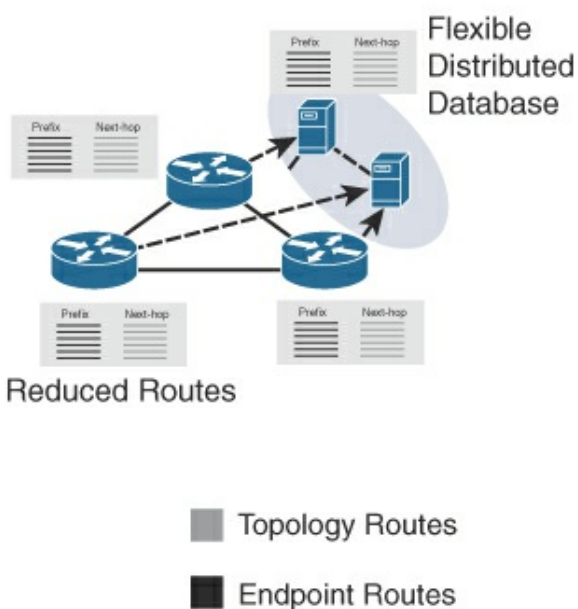 Prefix Next-hop
Flexible
Distributed
Database
Prefix Next-hop
Prefix Next-hop
Prefix Next-hop
Reduced Routes
Topology Routes
Endpoint Routes